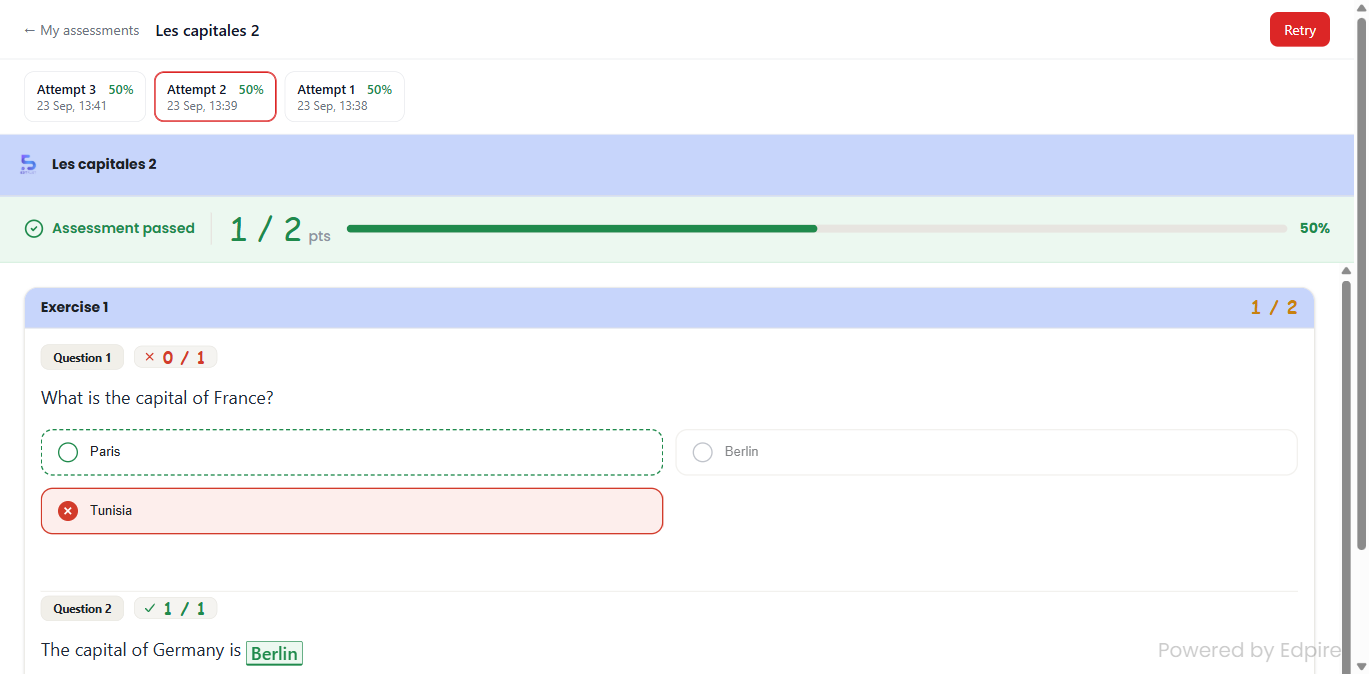 ← My assessments Les capitales 2 Retry
Attempt 3 50% Attempt 2 50% Attempt 1 50%
23 Sep, 13:41 23 Sep, 13:39 23 Sep, 13:38
Les capitales 2
Assessment passed 1 / 2 pts 50%
Exercise 1 1 / 2
Question 1 0 / 1
What is the capital of France?
Paris Berlin
Tunisia
Question 2 1 / 1
The capital of Germany is Berlin
Powered by Edpire